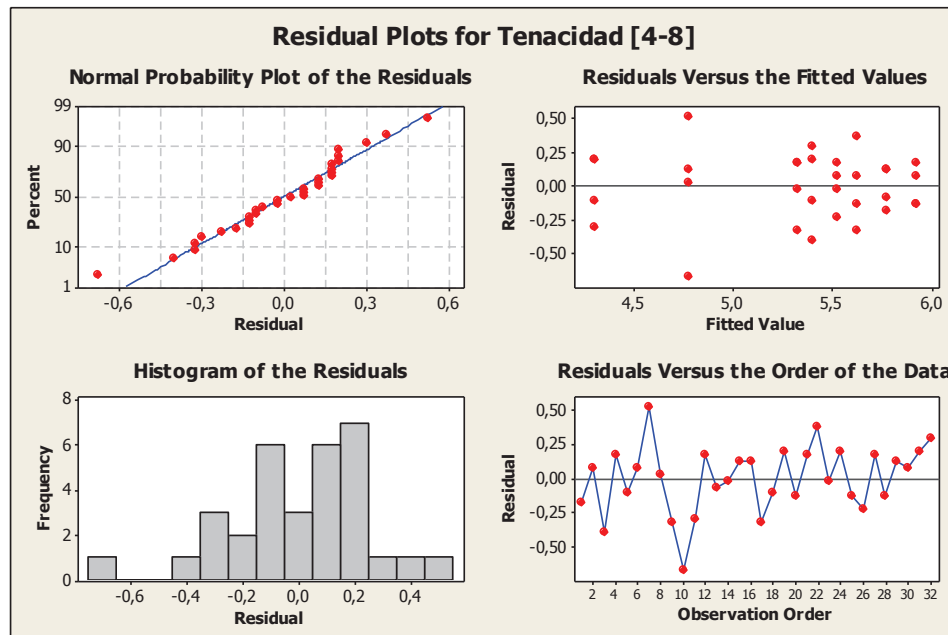 Residual Plots for Tenacidad [4-8]
Normal Probability Plot of the Residuals
Percent
99
90
50
10
1
-0,6 -0,3 0,0 0,3 0,6
Residual
Residuals Versus the Fitted Values
Residual
0,50
0,25
0,00
-0,25
-0,50
4,5 5,0 5,5 6,0
Fitted Value
Histogram of the Residuals
Frequency
8
6
4
2
0
-0,6 -0,4 -0,2 0,0 0,2 0,4
Residual
Residuals Versus the Order of the Data
Residual
0,50
0,25
0,00
-0,25
-0,50
2 4 6 8 10 12 14 16 18 20 22 24 26 28 30 32
Observation Order